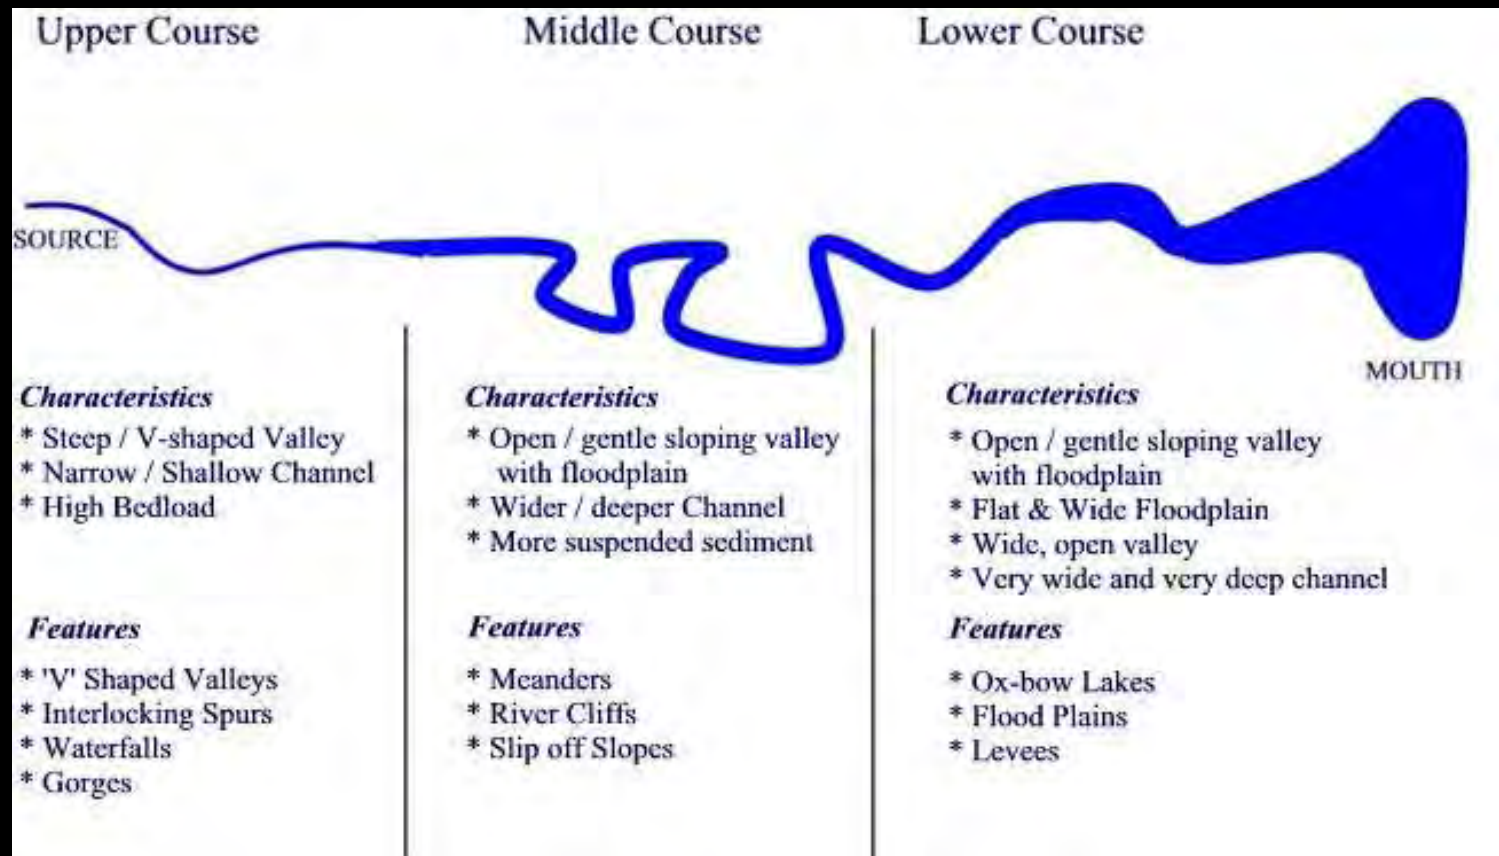 Upper Course
Middle Course
Lower Course
SOURCE
MOUTH
Characteristics
* Steep / V-shaped Valley
* Narrow / Shallow Channel
* High Bedload
Features
* 'V' Shaped Valleys
* Interlocking Spurs
* Waterfalls
* Gorges
Characteristics
* Open / gentle sloping valley
with floodplain
* Wider / deeper Channel
* More suspended sediment
Features
* Meanders
* River Cliffs
* Slip off Slopes
Characteristics
* Open / gentle sloping valley
with floodplain
* Flat & Wide Floodplain
* Wide, open valley
* Very wide and very deep channel
Features
* Ox-bow Lakes
* Flood Plains
* Levees